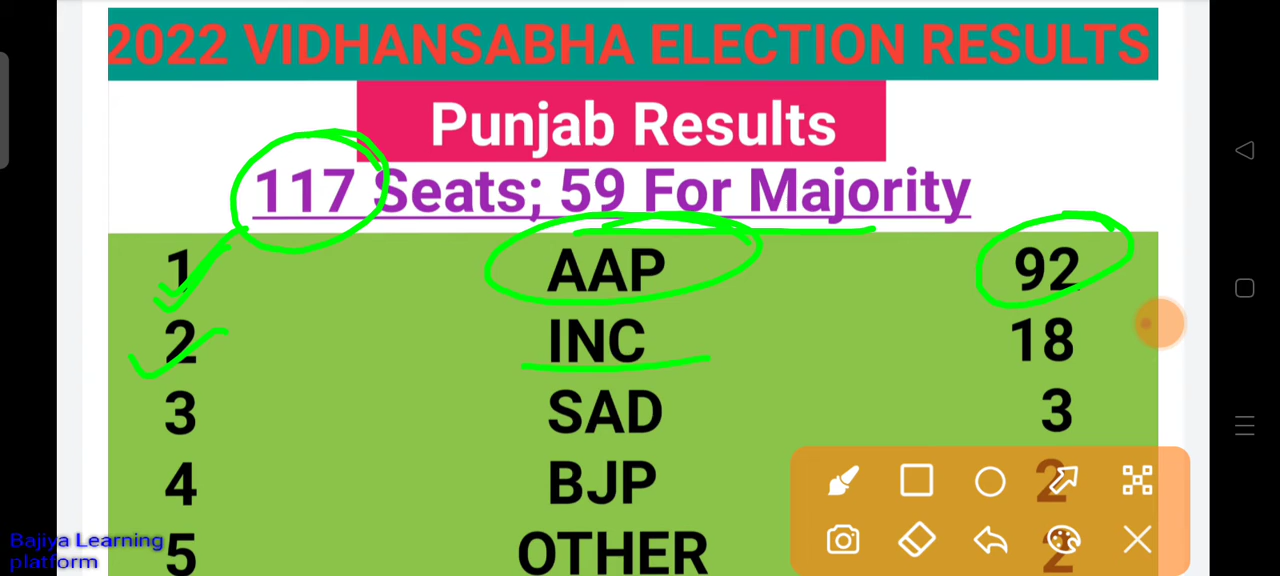 2022 VIDHANSABHA ELECTION RESULTS
Punjab Results
117 Seats; 59 For Majority
1 AAP 92
2 INC 18
3 SAD 3
4 BJP 2
5 OTHER 2
Bajiya Learning
platform